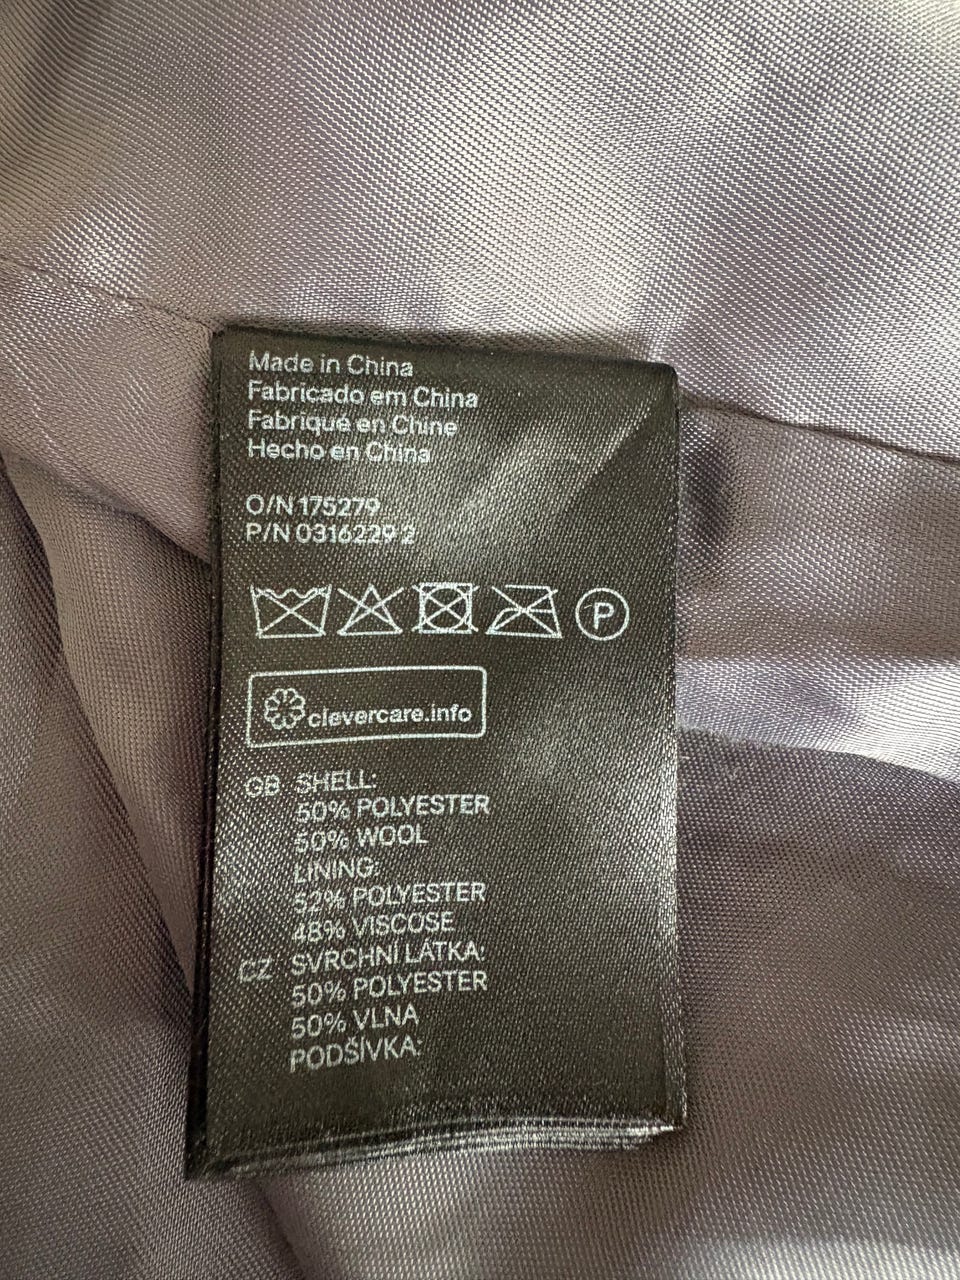 Made in China
Fabricado em China
Fabriqué en Chine
Hecho en China
O/N 175279
P/N 0316229 2
P
clevercare.info
GB SHELL:
50% POLYESTER
50% WOOL
LINING:
52% POLYESTER
48% VISCOSE
CZ SVRCHNÍ LÁTKA:
50% POLYESTER
50% VLNA
PODŠÍVKA: